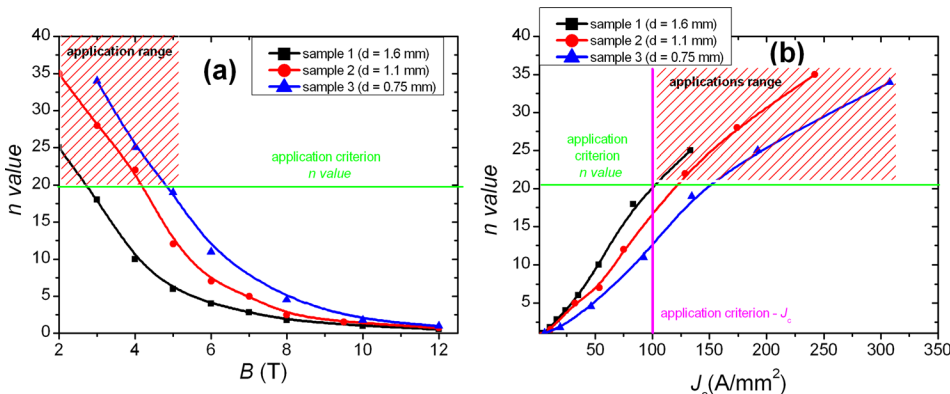 application range
(a)
sample 1 (d = 1.6 mm)
sample 2 (d = 1.1 mm)
sample 3 (d = 0.75 mm)
application criterion
n value
n value
40
35
30
25
20
15
10
5
0
2
4
6
8
10
12
B (T)
sample 1 (d = 1.6 mm)
sample 2 (d = 1.1 mm)
sample 3 (d = 0.75 mm)
(b)
applications range
application
criterion
n value
application criterion - Jc
n value
40
35
30
25
20
15
10
5
50
100
150
200
250
300
350
Jc(A/mm²)